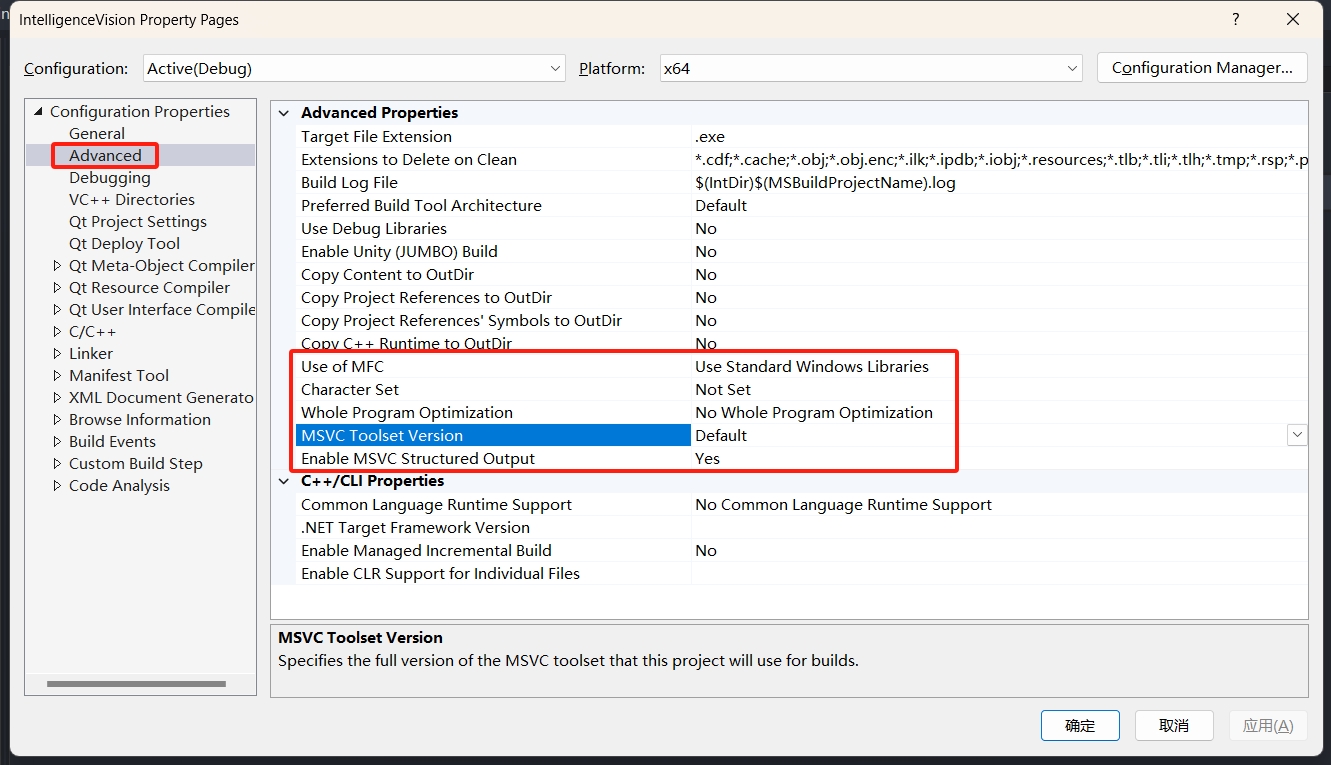 IntelligenceVision Property Pages
Configuration: Active(Debug) Platform: x64 Configuration Manager...
Configuration Properties
General
Advanced
Debugging
VC++ Directories
Qt Project Settings
Qt Deploy Tool
Qt Meta-Object Compiler
Qt Resource Compiler
Qt User Interface Compile
C/C++
Linker
Manifest Tool
XML Document Generato
Browse Information
Build Events
Custom Build Step
Code Analysis
Advanced Properties
Target File Extension .exe
Extensions to Delete on Clean *.cdf;*.cache;*.obj;*.obj.enc;*.ilk;*.ipdb;*.iobj;*.resources;*.tlb;*.tli;*.tlh;*.tmp;*.rsp;*.p
Build Log File $(IntDir)$(MSBuildProjectName).log
Preferred Build Tool Architecture Default
Use Debug Libraries No
Enable Unity (JUMBO) Build No
Copy Content to OutDir No
Copy Project References to OutDir No
Copy Project References' Symbols to OutDir No
Copy C++ Runtime to OutDir No
Use of MFC Use Standard Windows Libraries
Character Set Not Set
Whole Program Optimization No Whole Program Optimization
MSVC Toolset Version Default
Enable MSVC Structured Output Yes
C++/CLI Properties
Common Language Runtime Support No Common Language Runtime Support
.NET Target Framework Version
Enable Managed Incremental Build No
Enable CLR Support for Individual Files
MSVC Toolset Version
Specifies the full version of the MSVC toolset that this project will use for builds.
确定 取消 应用(A)